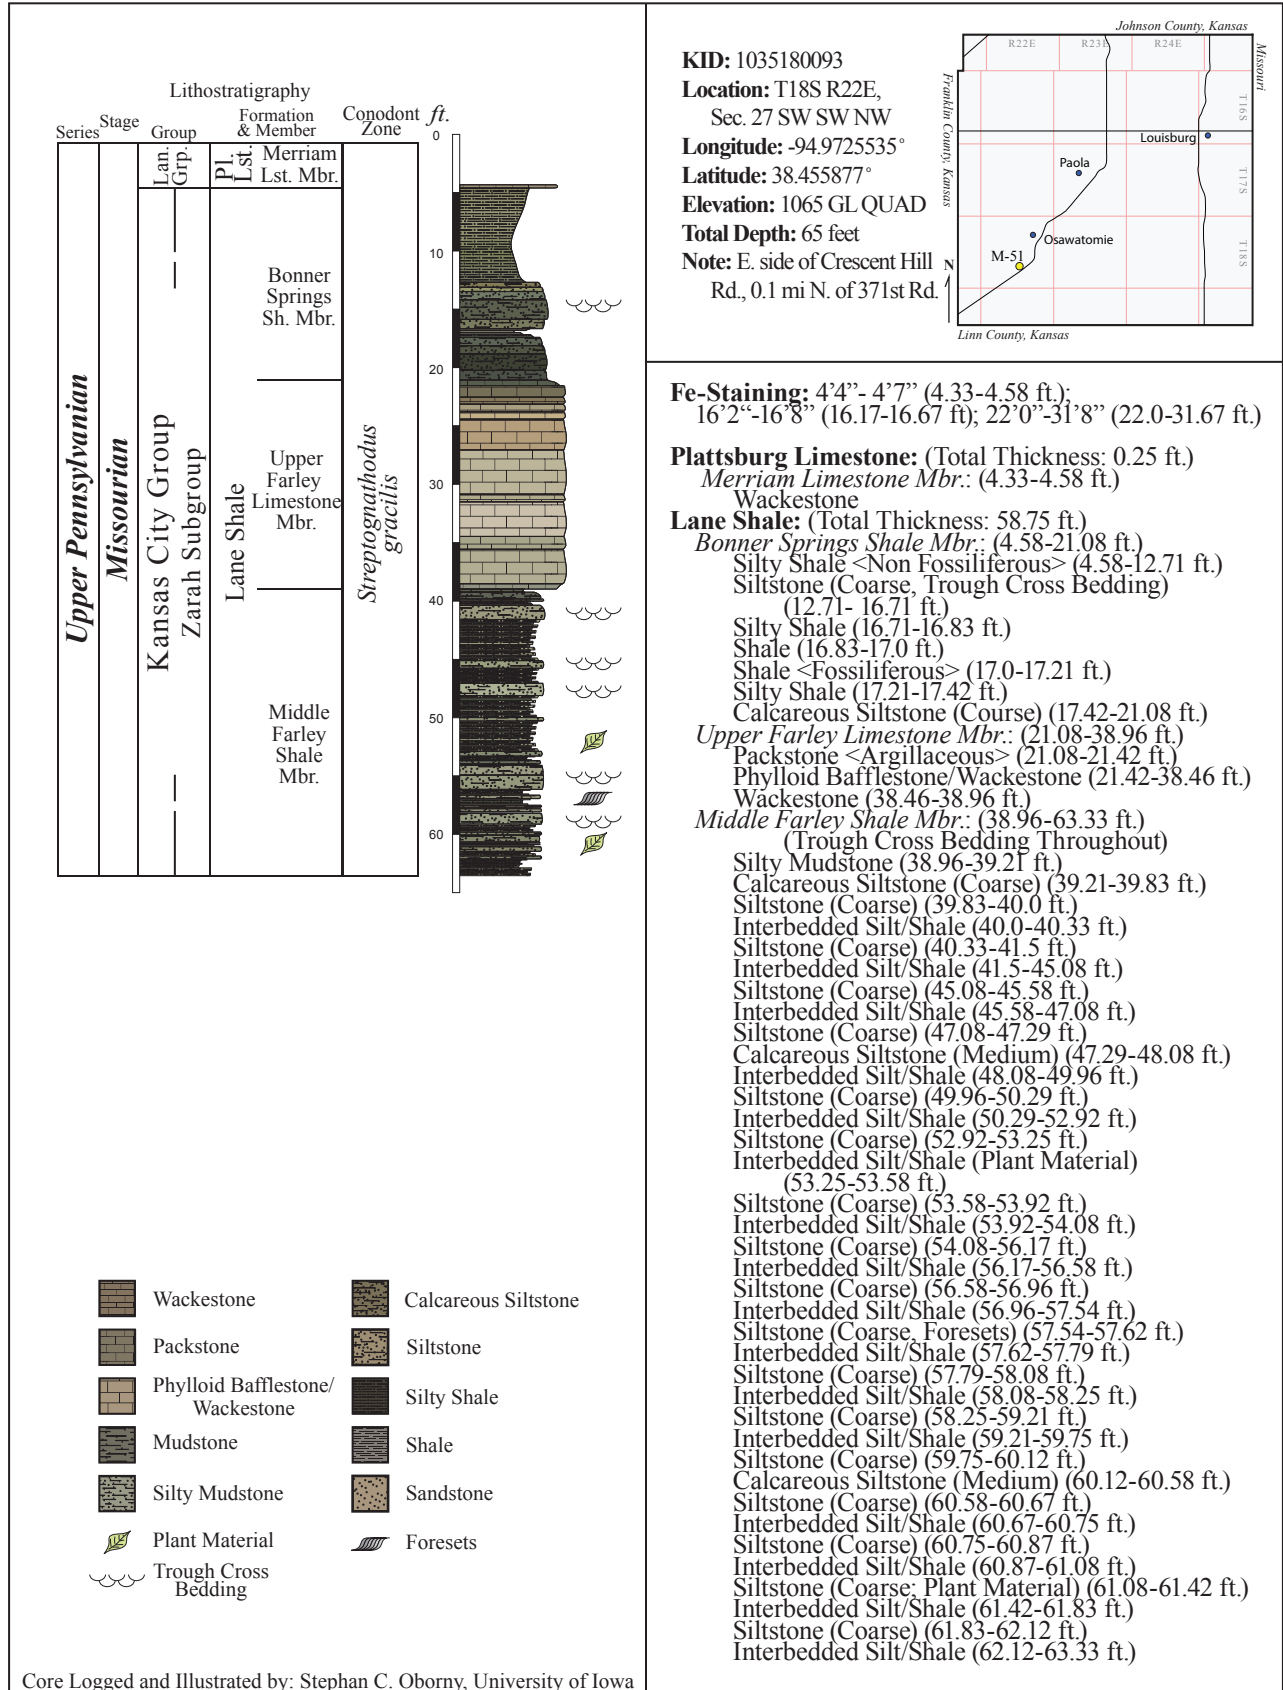 Lithostratigraphy
Series
Stage
Group
Formation
& Member
Conodont
Zone
ft.
Upper Pennsylvanian
Missourian
Lan.
Grp.
Kansas City Group
Zarah Subgroup
Pl.
Lst.
Lane Shale
Merriam
Lst. Mbr.
Bonner
Springs
Sh. Mbr.
Upper
Farley
Limestone
Mbr.
Middle
Farley
Shale
Mbr.
Streptognathodus
gracilis
0
10
20
30
40
50
60
Wackestone
Packstone
Phylloid Bafflestone/
Wackestone
Mudstone
Silty Mudstone
Plant Material
Trough Cross
Bedding
Calcareous Siltstone
Siltstone
Silty Shale
Shale
Sandstone
Foresets
Core Logged and Illustrated by: Stephan C. Oborny, University of Iowa
KID: 1035180093
Location: T18S R22E,
Sec. 27 SW SW NW
Longitude: -94.9725535°
Latitude: 38.455877°
Elevation: 1065 GL QUAD
Total Depth: 65 feet
Note: E. side of Crescent Hill
Rd., 0.1 mi N. of 371st Rd.
Johnson County, Kansas
R22E
R23E
R24E
Missouri
Franklin County, Kansas
T16S
T17S
T18S
Louisburg
Paola
Osawatomie
M-51
N
Linn County, Kansas
Fe-Staining: 4’4”- 4’7” (4.33-4.58 ft.);
16’2“-16’8” (16.17-16.67 ft); 22’0”-31’8” (22.0-31.67 ft.)
Plattsburg Limestone: (Total Thickness: 0.25 ft.)
Merriam Limestone Mbr.: (4.33-4.58 ft.)
Wackestone
Lane Shale: (Total Thickness: 58.75 ft.)
Bonner Springs Shale Mbr.: (4.58-21.08 ft.)
Silty Shale <Non Fossiliferous> (4.58-12.71 ft.)
Siltstone (Coarse, Trough Cross Bedding)
(12.71- 16.71 ft.)
Silty Shale (16.71-16.83 ft.)
Shale (16.83-17.0 ft.)
Shale <Fossiliferous> (17.0-17.21 ft.)
Silty Shale (17.21-17.42 ft.)
Calcareous Siltstone (Course) (17.42-21.08 ft.)
Upper Farley Limestone Mbr.: (21.08-38.96 ft.)
Packstone <Argillaceous> (21.08-21.42 ft.)
Phylloid Bafflestone/Wackestone (21.42-38.46 ft.)
Wackestone (38.46-38.96 ft.)
Middle Farley Shale Mbr.: (38.96-63.33 ft.)
(Trough Cross Bedding Throughout)
Silty Mudstone (38.96-39.21 ft.)
Calcareous Siltstone (Coarse) (39.21-39.83 ft.)
Siltstone (Coarse) (39.83-40.0 ft.)
Interbedded Silt/Shale (40.0-40.33 ft.)
Siltstone (Coarse) (40.33-41.5 ft.)
Interbedded Silt/Shale (41.5-45.08 ft.)
Siltstone (Coarse) (45.08-45.58 ft.)
Interbedded Silt/Shale (45.58-47.08 ft.)
Siltstone (Coarse) (47.08-47.29 ft.)
Calcareous Siltstone (Medium) (47.29-48.08 ft.)
Interbedded Silt/Shale (48.08-49.96 ft.)
Siltstone (Coarse) (49.96-50.29 ft.)
Interbedded Silt/Shale (50.29-52.92 ft.)
Siltstone (Coarse) (52.92-53.25 ft.)
Interbedded Silt/Shale (Plant Material)
(53.25-53.58 ft.)
Siltstone (Coarse) (53.58-53.92 ft.)
Interbedded Silt/Shale (53.92-54.08 ft.)
Siltstone (Coarse) (54.08-56.17 ft.)
Interbedded Silt/Shale (56.17-56.58 ft.)
Siltstone (Coarse) (56.58-56.96 ft.)
Interbedded Silt/Shale (56.96-57.54 ft.)
Siltstone (Coarse, Foresets) (57.54-57.62 ft.)
Interbedded Silt/Shale (57.62-57.79 ft.)
Siltstone (Coarse) (57.79-58.08 ft.)
Interbedded Silt/Shale (58.08-58.25 ft.)
Siltstone (Coarse) (58.25-59.21 ft.)
Interbedded Silt/Shale (59.21-59.75 ft.)
Siltstone (Coarse) (59.75-60.12 ft.)
Calcareous Siltstone (Medium) (60.12-60.58 ft.)
Siltstone (Coarse) (60.58-60.67 ft.)
Interbedded Silt/Shale (60.67-60.75 ft.)
Siltstone (Coarse) (60.75-60.87 ft.)
Interbedded Silt/Shale (60.87-61.08 ft.)
Siltstone (Coarse; Plant Material) (61.08-61.42 ft.)
Interbedded Silt/Shale (61.42-61.83 ft.)
Siltstone (Coarse) (61.83-62.12 ft.)
Interbedded Silt/Shale (62.12-63.33 ft.)